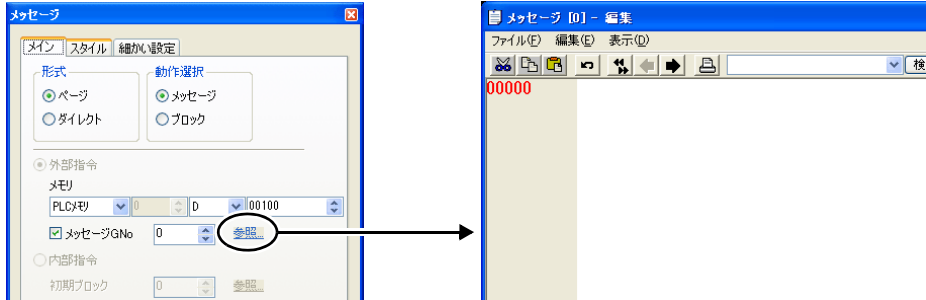 メッセージ
メイン スタイル 細かい設定
形式
ページ
ダイレクト
動作選択
メッセージ
ブロック
外部指令
メモリ
PLCメモリ 0 D 00100
メッセージGNo 0 参照...
内部指令
初期ブロック 0 参照...
メッセージ [0] - 編集
ファイル(F) 編集(E) 表示(D)
検
00000